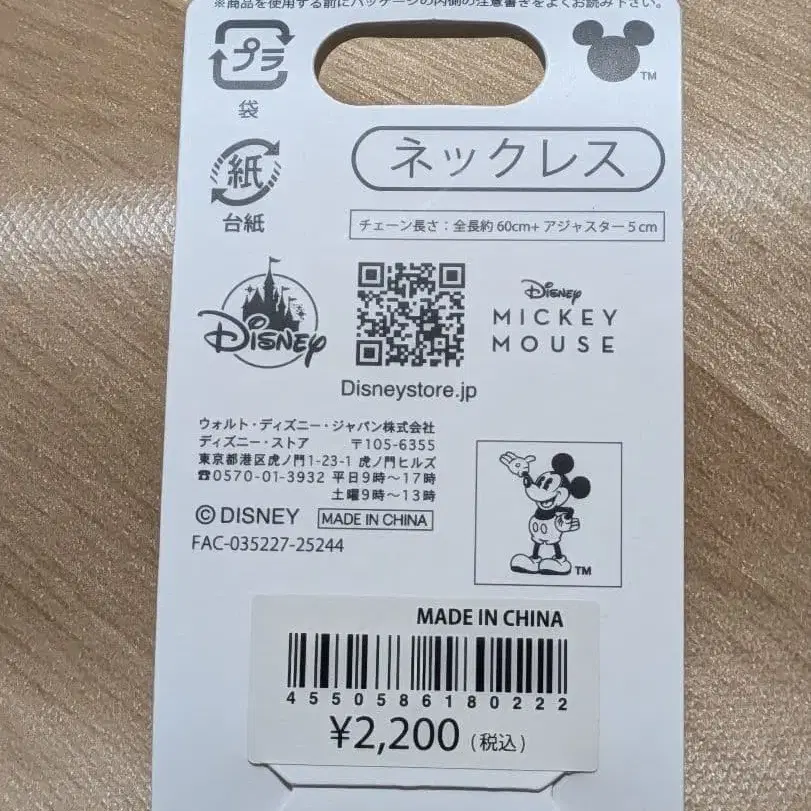 ※商品を使用する前にパッケージの内側の注意書きをよくお読み下さい。
プラ
袋
TM
ネックレス
紙
台紙
チェーン長さ：全長約60cm+アジャスター5cm
Disney
Disney
MICKEY
MOUSE
Disneystore.jp
ウォルト・ディズニー・ジャパン株式会社
ディズニー・ストア 〒105-6355
東京都港区虎ノ門1-23-1 虎ノ門ヒルズ
☎0570-01-3932 平日9時～17時
土曜9時～13時
©DISNEY MADE IN CHINA
FAC-035227-25244
TM
MADE IN CHINA
4550586180222
¥2,200 (税込)